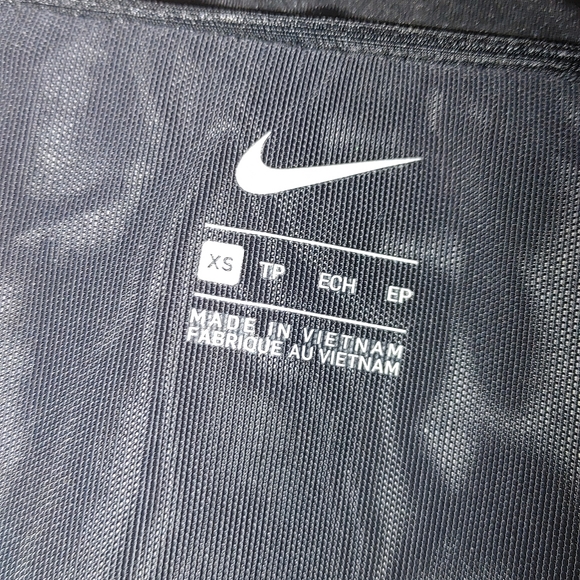 XS TP ECH EP
MADE IN VIETNAM
FABRIQUE AU VIETNAM